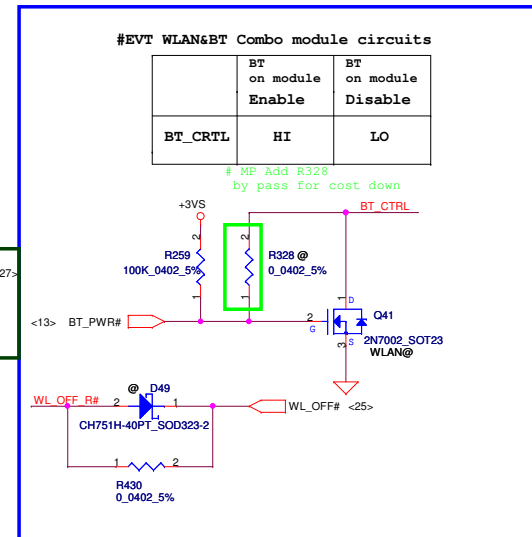 #EVT WLAN&BT Combo module circuits
BT on module Enable
BT on module Disable
BT_CRTL HI LO
# MP Add R328
by pass for cost down
+3VS
BT_CTRL
2
2
R259
100K_0402_5%
R328 @
0_0402_5%
1
1
27>
<13> BT_PWR#
1
D
2
G
Q41
S
3
2N7002_SOT23
WLAN@
@ D49
WL_OFF_R# 2 1
WL_OFF# <25>
CH751H-40PT_SOD323-2
1 2
R430
0_0402_5%